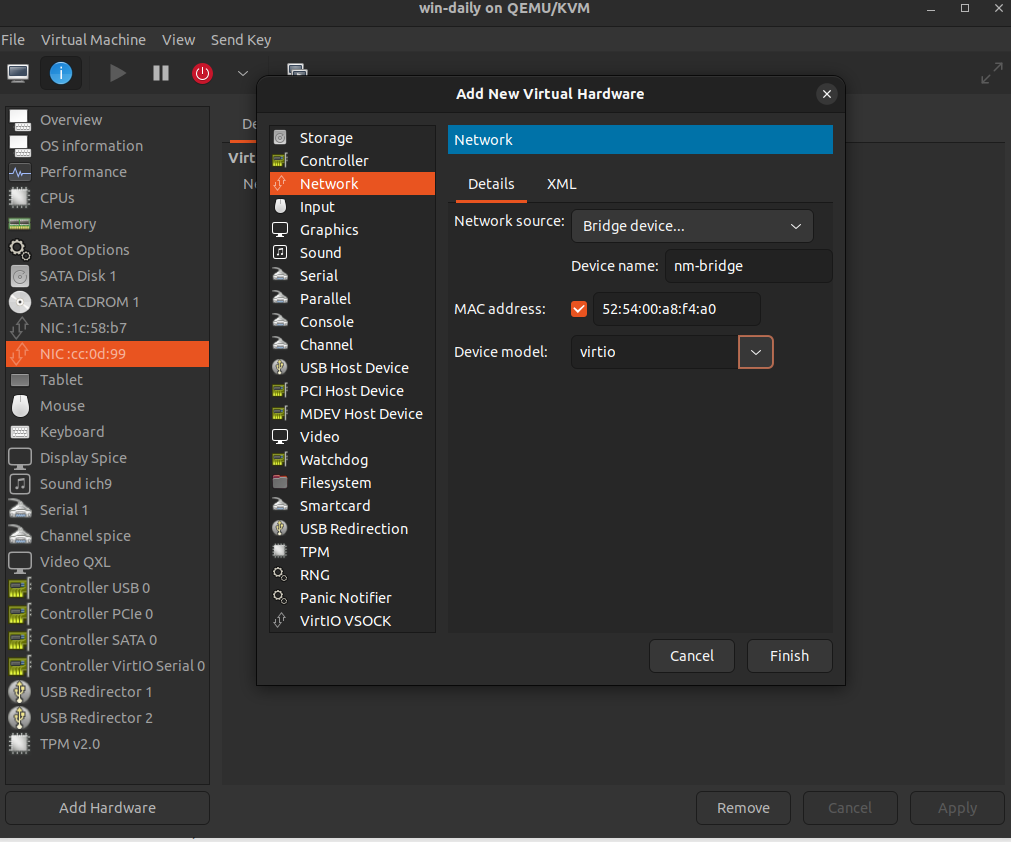 win-daily on QEMU/KVM
File Virtual Machine View Send Key
Add New Virtual Hardware
Overview
OS information
Performance
CPUs
Memory
Boot Options
SATA Disk 1
SATA CDROM 1
NIC :1c:58:b7
NIC :cc:0d:99
Tablet
Mouse
Keyboard
Display Spice
Sound ich9
Serial 1
Channel spice
Video QXL
Controller USB 0
Controller PCIe 0
Controller SATA 0
Controller VirtIO Serial 0
USB Redirector 1
USB Redirector 2
TPM v2.0
Add Hardware
Storage
Controller
Network
Input
Graphics
Sound
Serial
Parallel
Console
Channel
USB Host Device
PCI Host Device
MDEV Host Device
Video
Watchdog
Filesystem
Smartcard
USB Redirection
TPM
RNG
Panic Notifier
VirtIO VSOCK
Network
Details XML
Network source: Bridge device...
Device name: nm-bridge
MAC address: 52:54:00:a8:f4:a0
Device model: virtio
Cancel Finish
Remove Cancel Apply